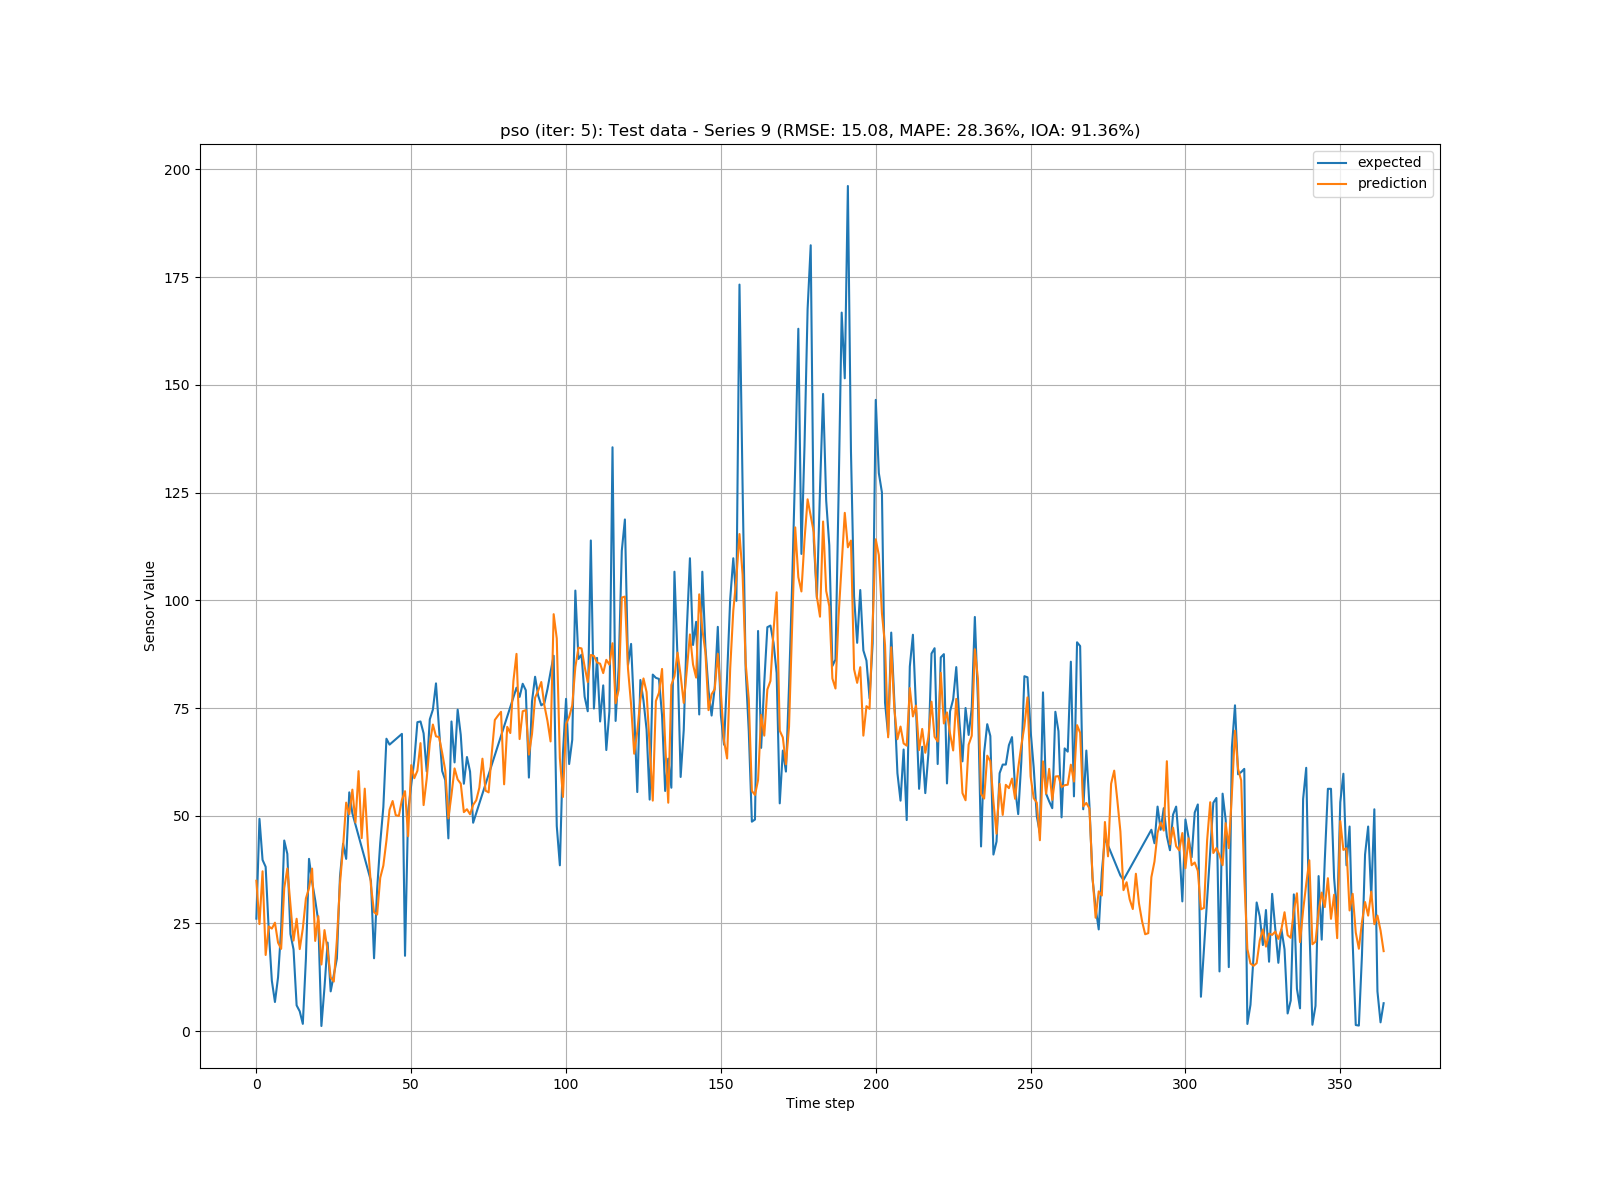 pso (iter: 5): Test data - Series 9 (RMSE: 15.08, MAPE: 28.36%, IOA: 91.36%)
expected
prediction
Sensor Value
200
175
150
125
100
75
50
25
0
0 50 100 150 200 250 300 350
Time step